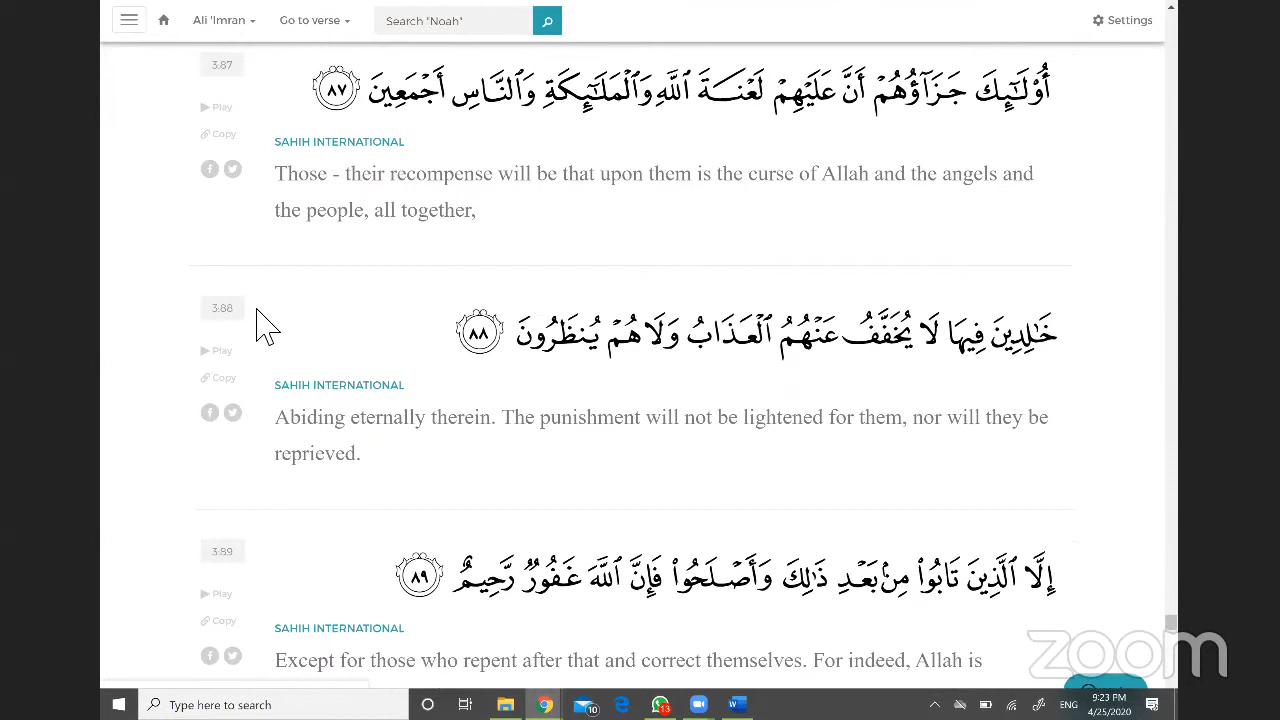 Ali 'Imran
Go to verse
Search "Noah"
Settings
3:87
أُو۟لَـٰٓئِكَ جَزَآؤُهُمْ أَنَّ عَلَيْهِمْ لَعْنَةَ ٱللَّهِ وَٱلْمَلَـٰٓئِكَةِ وَٱلنَّاسِ أَجْمَعِينَ ٨٧
Play
Copy
SAHIH INTERNATIONAL
Those - their recompense will be that upon them is the curse of Allah and the angels and
the people, all together,
3:88
خَـٰلِدِينَ فِيهَا لَا يُخَفَّفُ عَنْهُمُ ٱلْعَذَابُ وَلَا هُمْ يُنظَرُونَ ٨٨
Play
Copy
SAHIH INTERNATIONAL
Abiding eternally therein. The punishment will not be lightened for them, nor will they be
reprieved.
3:89
إِلَّا ٱلَّذِينَ تَابُوا۟ مِنۢ بَعْدِ ذَٰلِكَ وَأَصْلَحُوا۟ فَإِنَّ ٱللَّهَ غَفُورٌ رَّحِيمٌ ٨٩
Play
Copy
SAHIH INTERNATIONAL
Except for those who repent after that and correct themselves. For indeed, Allah is
zoom
Type here to search
10
13
ENG
9:23 PM
4/25/2020